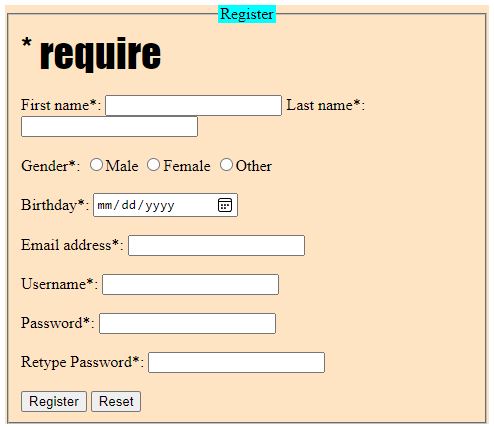 Register
* require
First name*: Last name*:
Gender*: Male Female Other
Birthday*: mm/dd/yyyy
Email address*:
Username*:
Password*:
Retype Password*:
Register Reset